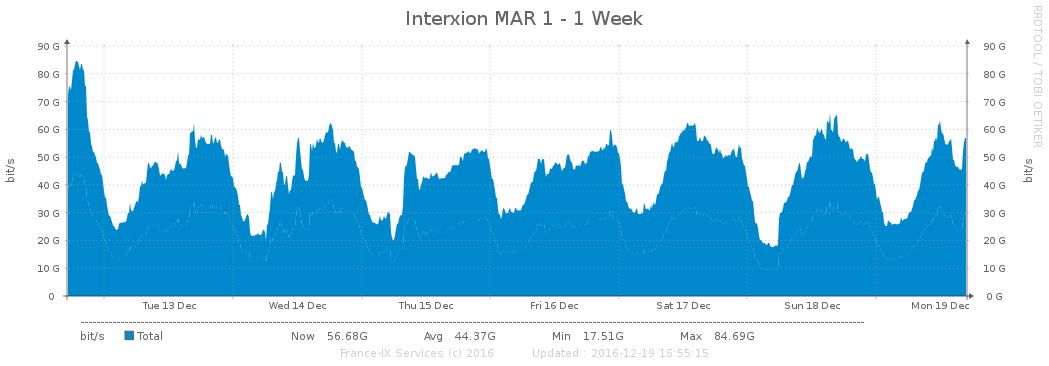 Interxion MAR 1 - 1 Week
RRDTOOL / TOBI OETIKER
bit/s
90 G 90 G
80 G 80 G
70 G 70 G
60 G 60 G
50 G 50 G
40 G 40 G
30 G 30 G
20 G 20 G
10 G 10 G
0 0 G
bit/s
Tue 13 Dec Wed 14 Dec Thu 15 Dec Fri 16 Dec Sat 17 Dec Sun 18 Dec Mon 19 Dec
bit/s Total Now 56.68G Avg 44.37G Min 17.51G Max 84.69G
France-IX Services (c) 2016 Updated : 2016-12-19 16:55:15